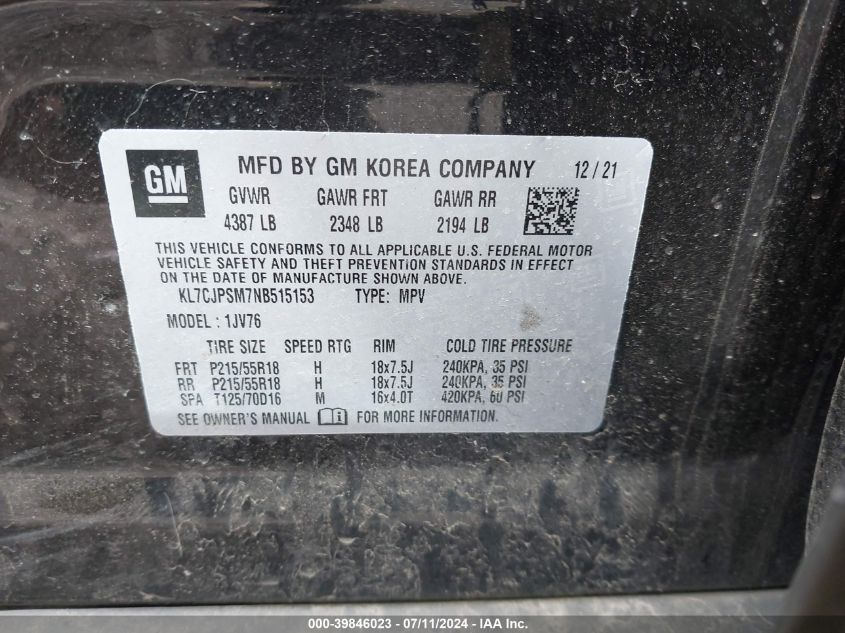 GM
MFD BY GM KOREA COMPANY 12/21
GVWR GAWR FRT GAWR RR
4387 LB 2348 LB 2194 LB
THIS VEHICLE CONFORMS TO ALL APPLICABLE U.S. FEDERAL MOTOR
VEHICLE SAFETY AND THEFT PREVENTION STANDARDS IN EFFECT
ON THE DATE OF MANUFACTURE SHOWN ABOVE.
KL7CJPSM7NB515153 TYPE: MPV
MODEL: 1JV76
TIRE SIZE SPEED RTG RIM COLD TIRE PRESSURE
FRT P215/55R18 H 18x7.5J 240KPA, 35 PSI
RR P215/55R18 H 18x7.5J 240KPA, 35 PSI
SPA T125/70D16 M 16x4.0T 420KPA, 60 PSI
SEE OWNER'S MANUAL FOR MORE INFORMATION.
000-39846023 - 07/11/2024 - IAA Inc.